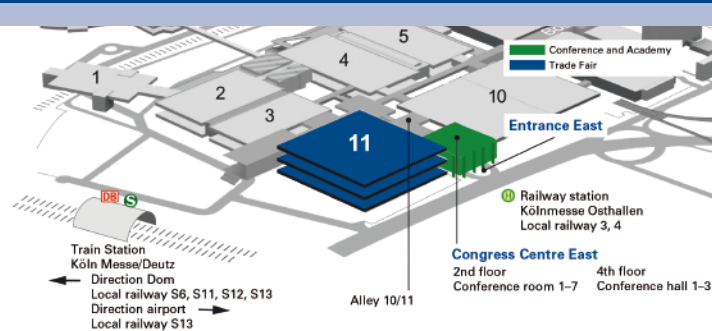 5
Conference and Academy
Trade Fair
4
1
2
10
3
Entrance East
11
DB S
H Railway station
Kölnmesse Osthallen
Local railway 3, 4
Train Station
Köln Messe/Deutz
Direction Dom
Local railway S6, S11, S12, S13
Direction airport
Local railway S13
Alley 10/11
Congress Centre East
2nd floor
Conference room 1–7
4th floor
Conference hall 1–3